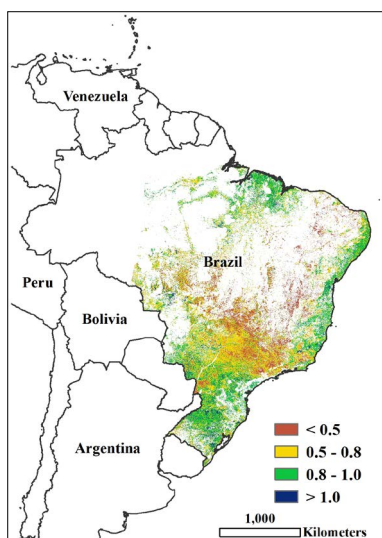 Venezuela
Brazil
Peru
Bolivia
Argentina
< 0.5
0.5 - 0.8
0.8 - 1.0
> 1.0
1,000
Kilometers